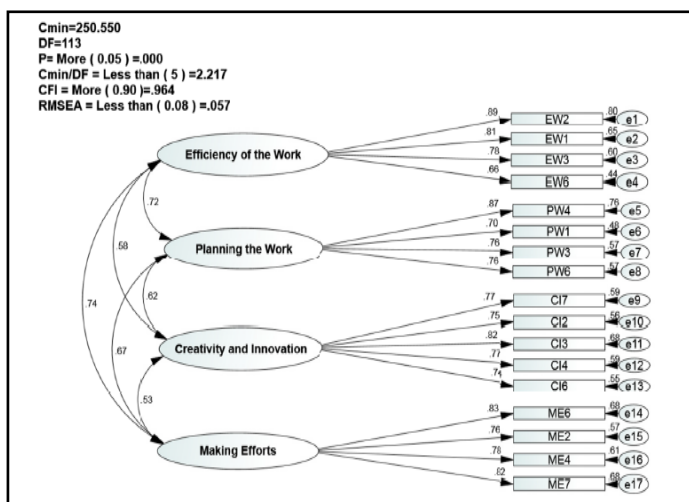 Cmin=250.550
DF=113
P= More ( 0.05 ) =.000
Cmin/DF = Less than ( 5 ) =2.217
CFI = More ( 0.90 )=.964
RMSEA = Less than ( 0.08 ) =.057
Efficiency of the Work
.89 EW2 .80 e1
.81 EW1 .65 e2
.78 EW3 .60 e3
.66 EW6 .44 e4
.72
.58
.74
Planning the Work
.87 PW4 .76 e5
.70 PW1 .48 e6
.76 PW3 .57 e7
.76 PW6 .57 e8
.62
.67
Creativity and Innovation
.77 CI7 .59 e9
.75 CI2 .56 e10
.82 CI3 .68 e11
.77 CI4 .59 e12
.74 CI6 .55 e13
.53
Making Efforts
.83 ME6 .68 e14
.76 ME2 .57 e15
.78 ME4 .61 e16
.82 ME7 .68 e17